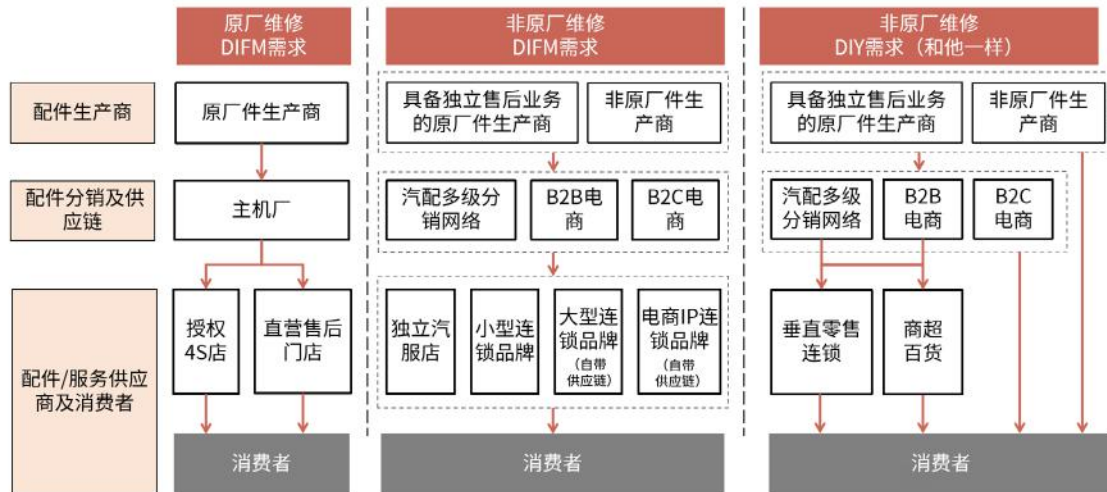 原厂维修
DIFM需求
非原厂维修
DIFM需求
非原厂维修
DIY需求（和他一样）
配件生产商
原厂件生产商
具备独立售后业务
的原厂件生产商
非原厂件生
产商
具备独立售后业务
的原厂件生产商
非原厂件生
产商
配件分销及供
应链
主机厂
汽配多级分
销网络
B2B电
商
B2C电
商
汽配多级
分销网络
B2B
电商
B2C
电商
配件/服务供应
商及消费者
授权
4S店
直营售后
门店
独立汽
服店
小型连
锁品牌
大型连
锁品牌
（自带
供应链）
电商IP连
锁品牌
（自带
供应链）
垂直零售
连锁
商超
百货
消费者
消费者
消费者